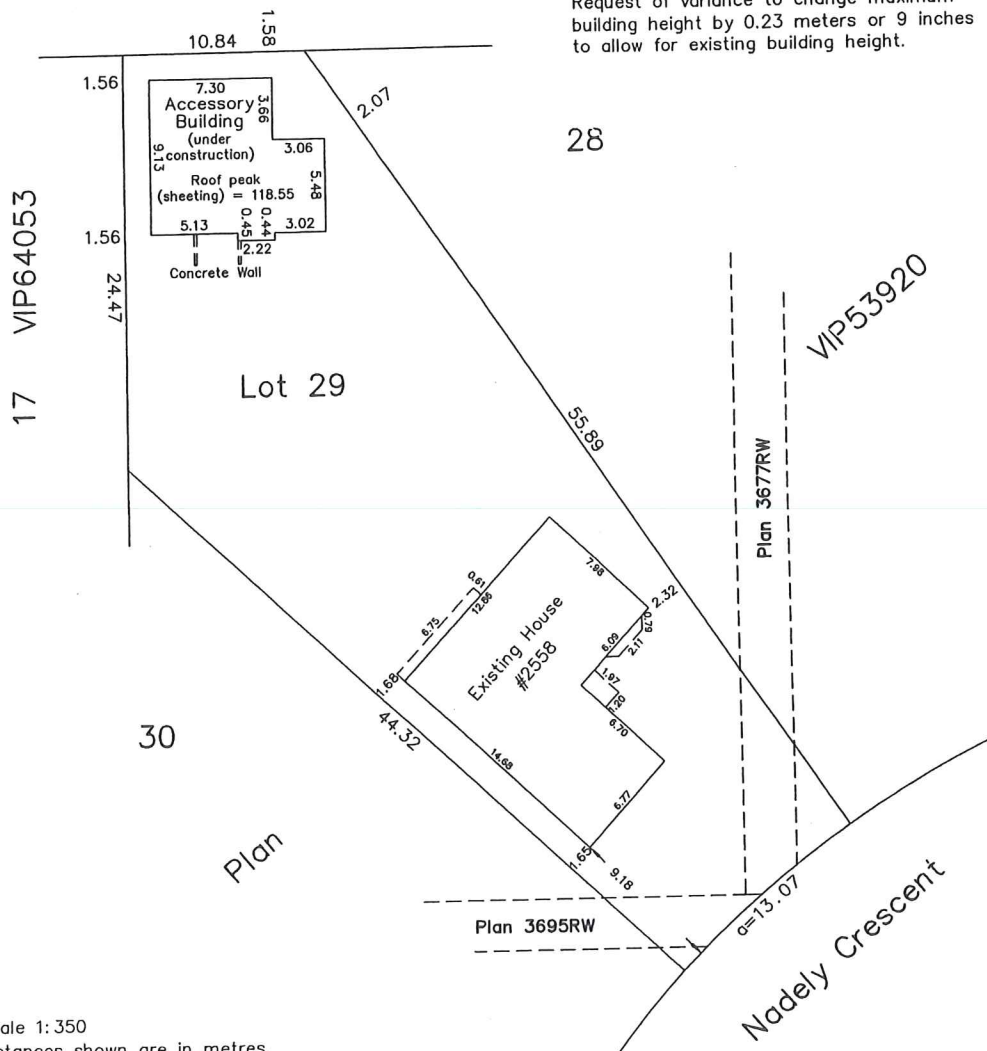 Request of variance to change maximum
building height by 0.23 meters or 9 inches
to allow for existing building height.
10.84
1.58
1.56
7.30
3.66
Accessory
Building
(under
construction)
9.13
3.06
5.48
Roof peak
(sheeting) = 118.55
5.13
0.45
0.44
3.02
2.22
Concrete Wall
1.56
24.47
2.07
28
17 VIP64053
VIP53920
Lot 29
55.89
Plan 3677RW
7.98
2.32
0.79
2.11
6.09
1.97
1.20
6.70
6.77
0.61
12.66
6.75
Existing House
#2558
1.68
44.32
14.68
1.65
9.18
30
Plan
Plan 3695RW
a=13.07
Nadely Crescent
ale 1:350
tances shown are in metres